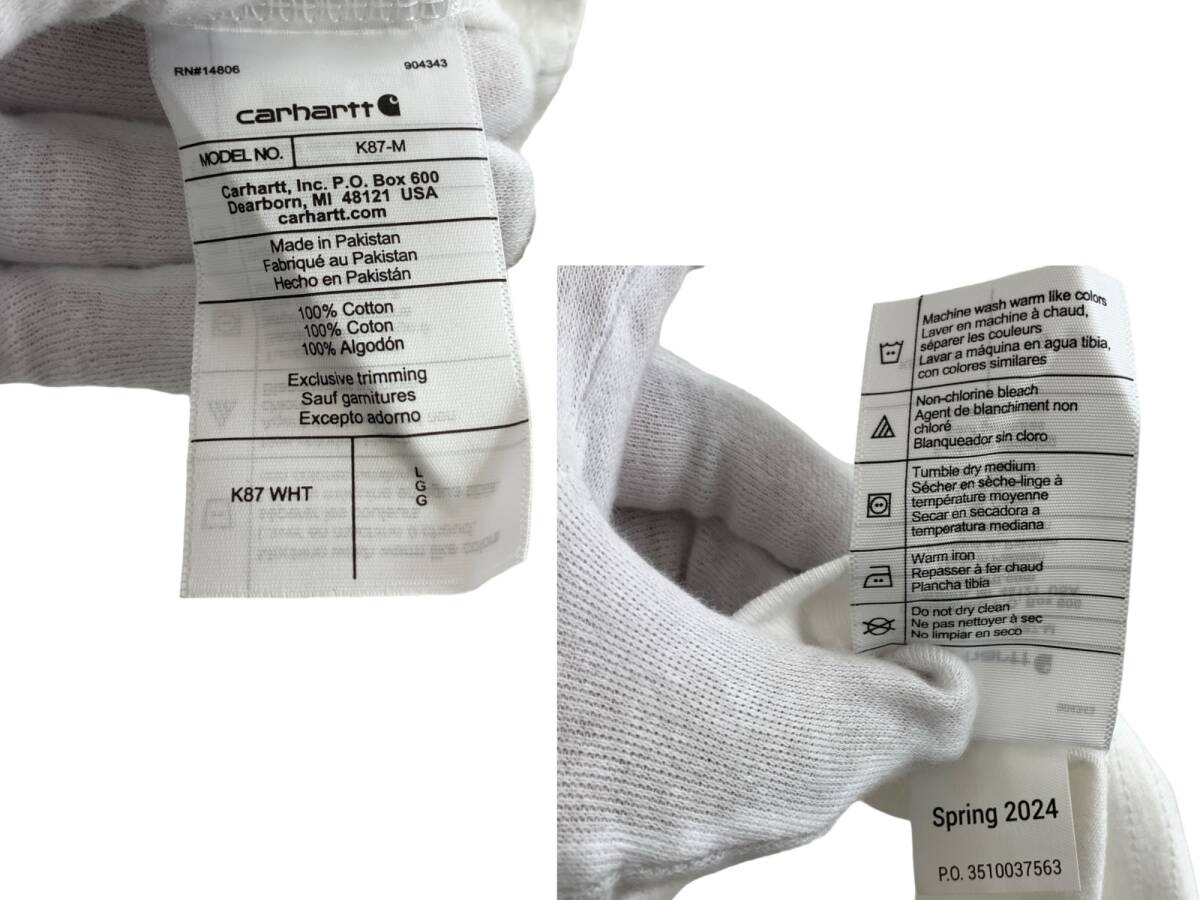 RN#14806 904343
carhartt
MODEL NO. K87-M
Carhartt, Inc. P.O. Box 600
Dearborn, MI 48121 USA
carhartt.com
Made in Pakistan
Fabriqué au Pakistan
Hecho en Pakistán
100% Cotton
100% Coton
100% Algodón
Exclusive trimming
Sauf garnitures
Excepto adorno
K87 WHT
L
G
G
Machine wash warm like colors
Laver en machine à chaud,
séparer les couleurs
Lavar a máquina en agua tibia,
con colores similares
Non-chlorine bleach
Agent de blanchiment non
chloré
Blanqueador sin cloro
Tumble dry medium
Sécher en sèche-linge à
température moyenne
Secar en secadora a
temperatura mediana
Warm iron
Repasser à fer chaud
Plancha tibia
Do not dry clean
Ne pas nettoyer à sec
No limpiar en seco
Spring 2024
P.O. 3510037563